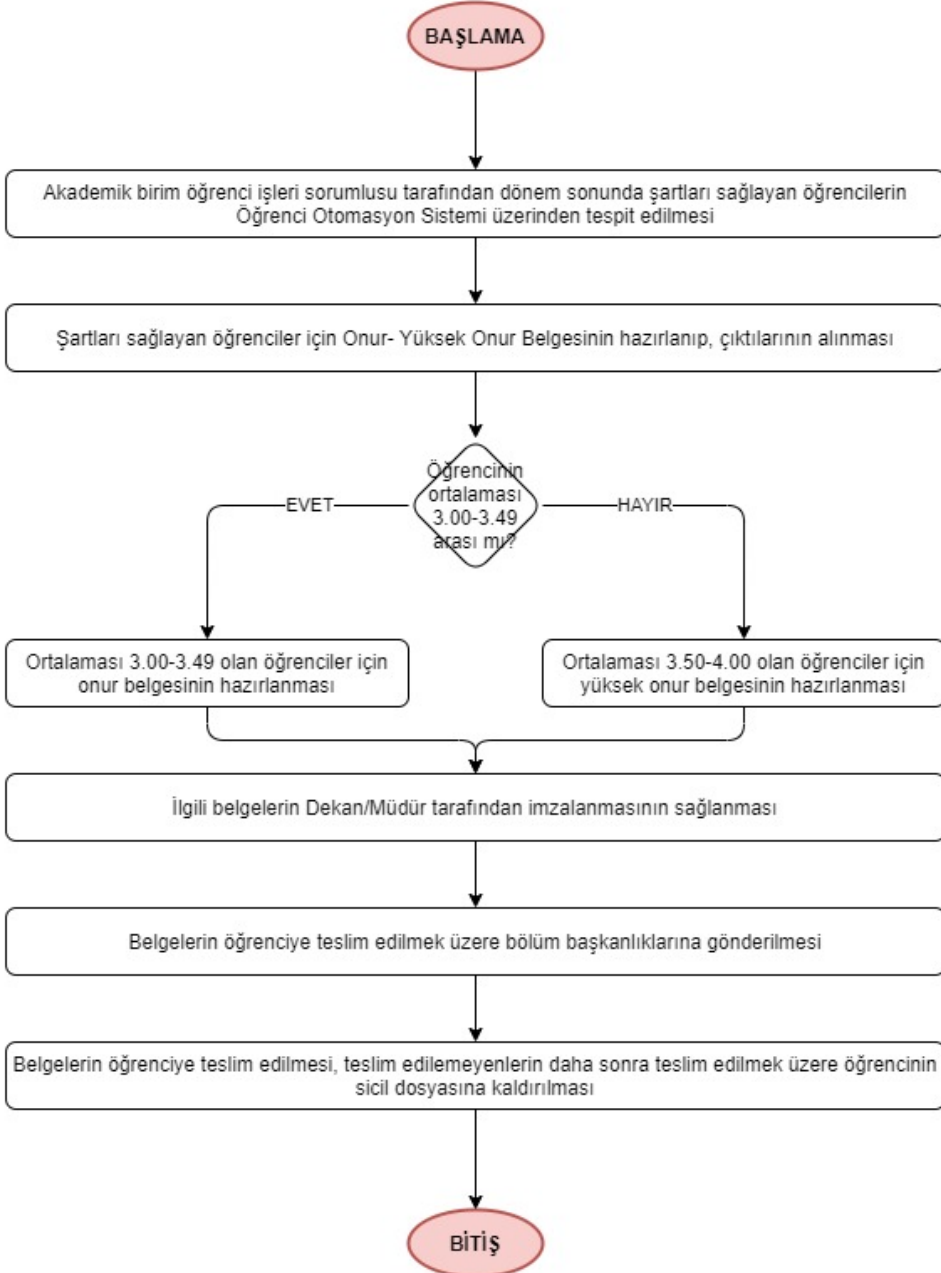 BAŞLAMA
Akademik birim öğrenci işleri sorumlusu tarafından dönem sonunda şartları sağlayan öğrencilerin
Öğrenci Otomasyon Sistemi üzerinden tespit edilmesi
Şartları sağlayan öğrenciler için Onur- Yüksek Onur Belgesinin hazırlanıp, çıktılarının alınması
Öğrencinin
ortalaması
3.00-3.49
arası mı?
EVET
HAYIR
Ortalaması 3.00-3.49 olan öğrenciler için
onur belgesinin hazırlanması
Ortalaması 3.50-4.00 olan öğrenciler için
yüksek onur belgesinin hazırlanması
İlgili belgelerin Dekan/Müdür tarafından imzalanmasının sağlanması
Belgelerin öğrenciye teslim edilmek üzere bölüm başkanlıklarına gönderilmesi
Belgelerin öğrenciye teslim edilmesi, teslim edilemeyenlerin daha sonra teslim edilmek üzere öğrencinin
sicil dosyasına kaldırılması
BİTİŞ